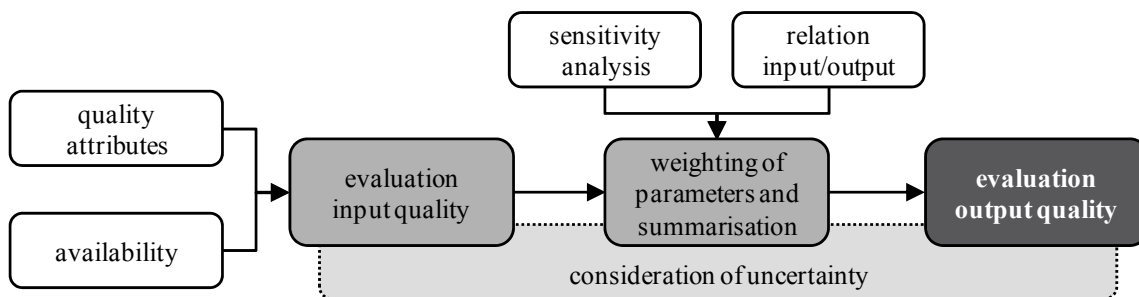 sensitivity
analysis
relation
input/output
quality
attributes
availability
evaluation
input quality
weighting of
parameters and
summarisation
evaluation
output quality
consideration of uncertainty